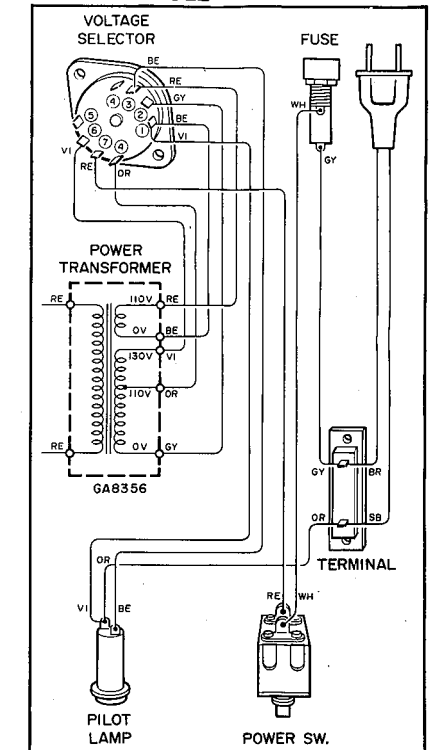 VOLTAGE
SELECTOR
FUSE
BE
RE
GY
BE
VI
4
3
2
1
5
6
7
4
VI
RE
OR
WH
GY
POWER
TRANSFORMER
RE
110V
RE
0V
BE
130V
VI
110V
OR
RE
0V
GY
GA8356
GY
BR
OR
SB
TERMINAL
OR
VI
BE
RE
WH
PILOT
LAMP
POWER SW.